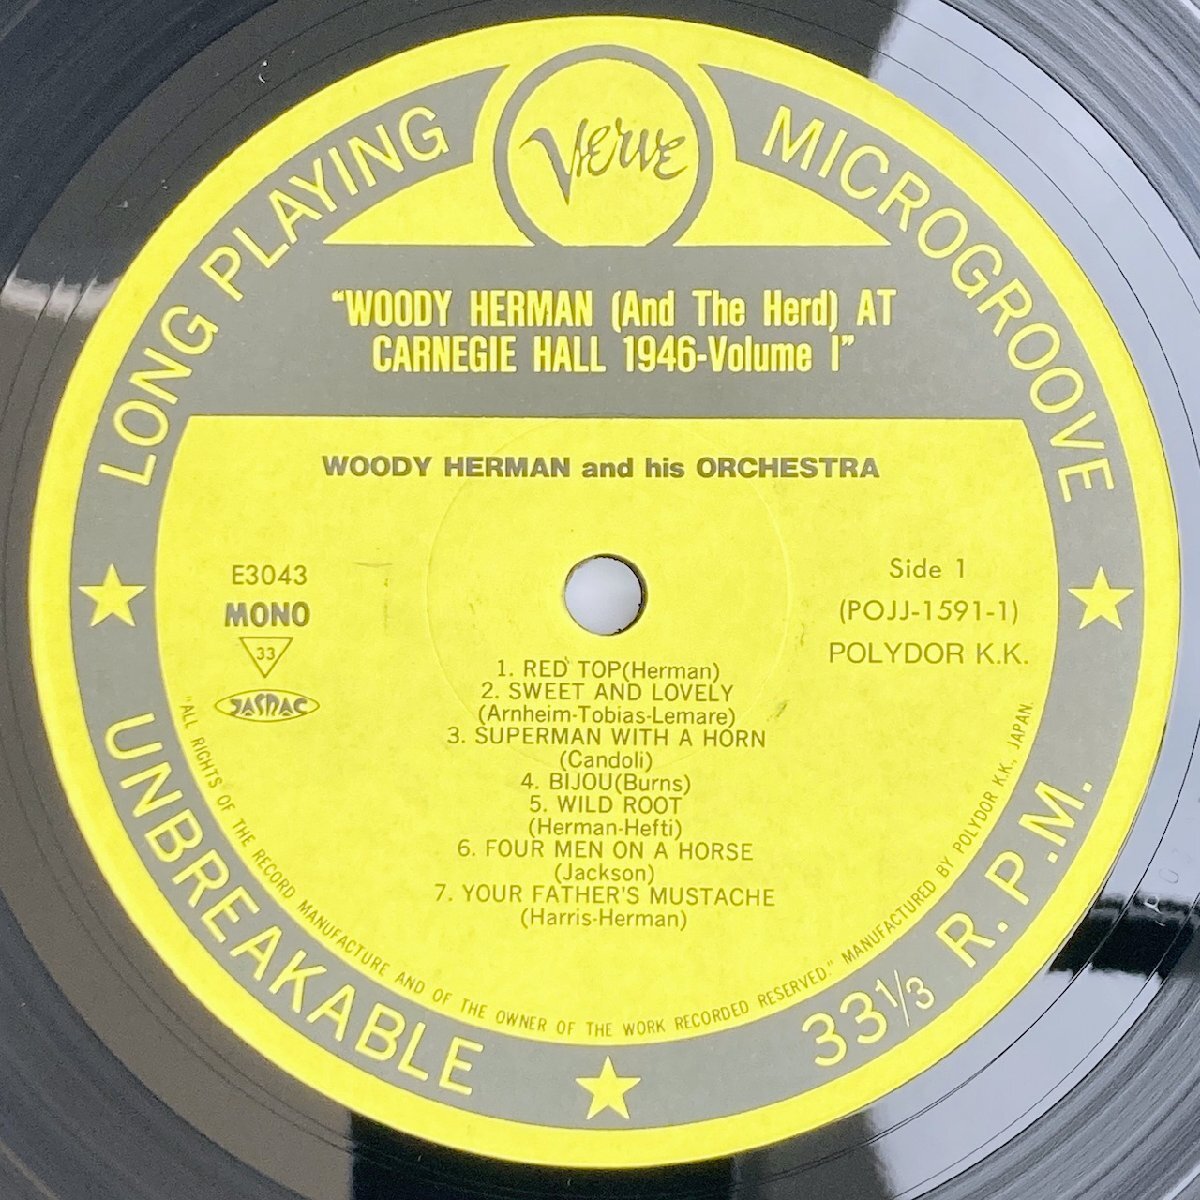 Verve
LONG PLAYING
MICROGROOVE
"WOODY HERMAN (And The Herd) AT
CARNEGIE HALL 1946-Volume I"
WOODY HERMAN and his ORCHESTRA
E3043
MONO
33
JASRAC
Side 1
(POJJ-1591-1)
POLYDOR K.K.
1. RED TOP(Herman)
2. SWEET AND LOVELY
(Arnheim-Tobias-Lemare)
3. SUPERMAN WITH A HORN
(Candoli)
4. BIJOU(Burns)
5. WILD ROOT
(Herman-Hefti)
6. FOUR MEN ON A HORSE
(Jackson)
7. YOUR FATHER'S MUSTACHE
(Harris-Herman)
"ALL RIGHTS OF THE RECORD MANUFACTURE AND OF THE OWNER OF THE WORK RECORDED RESERVED." MANUFACTURED BY POLYDOR K.K. JAPAN.
UNBREAKABLE
33 1/3 R.P.M.